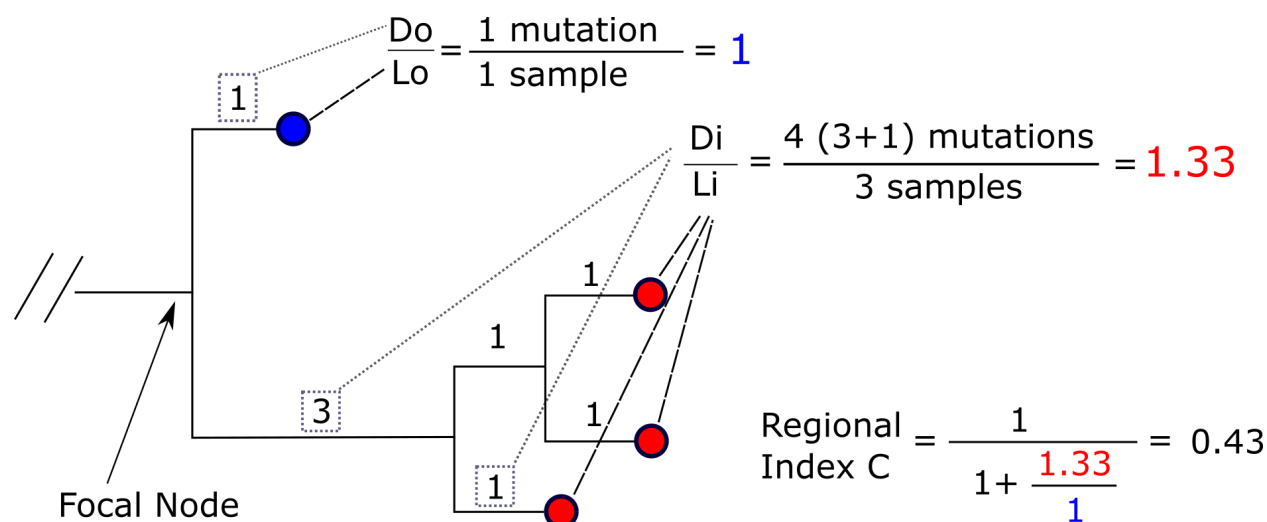 Do
Lo
=
1 mutation
1 sample
= 1
1
Di
Li
=
4 (3+1) mutations
3 samples
= 1.33
1
1
3
1
1
Focal Node
Regional
Index C
=
1
1+
1.33
1
= 0.43